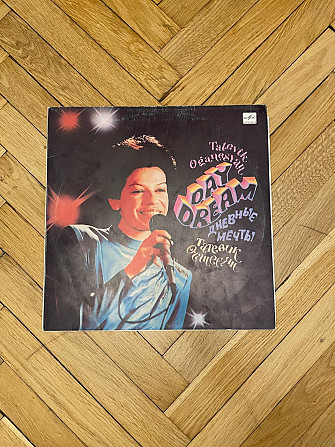 Tatevik
Oganesyan
DAY
DREAM
ДНЕВНЫЕ
МЕЧТЫ
Татевик
Оганесян